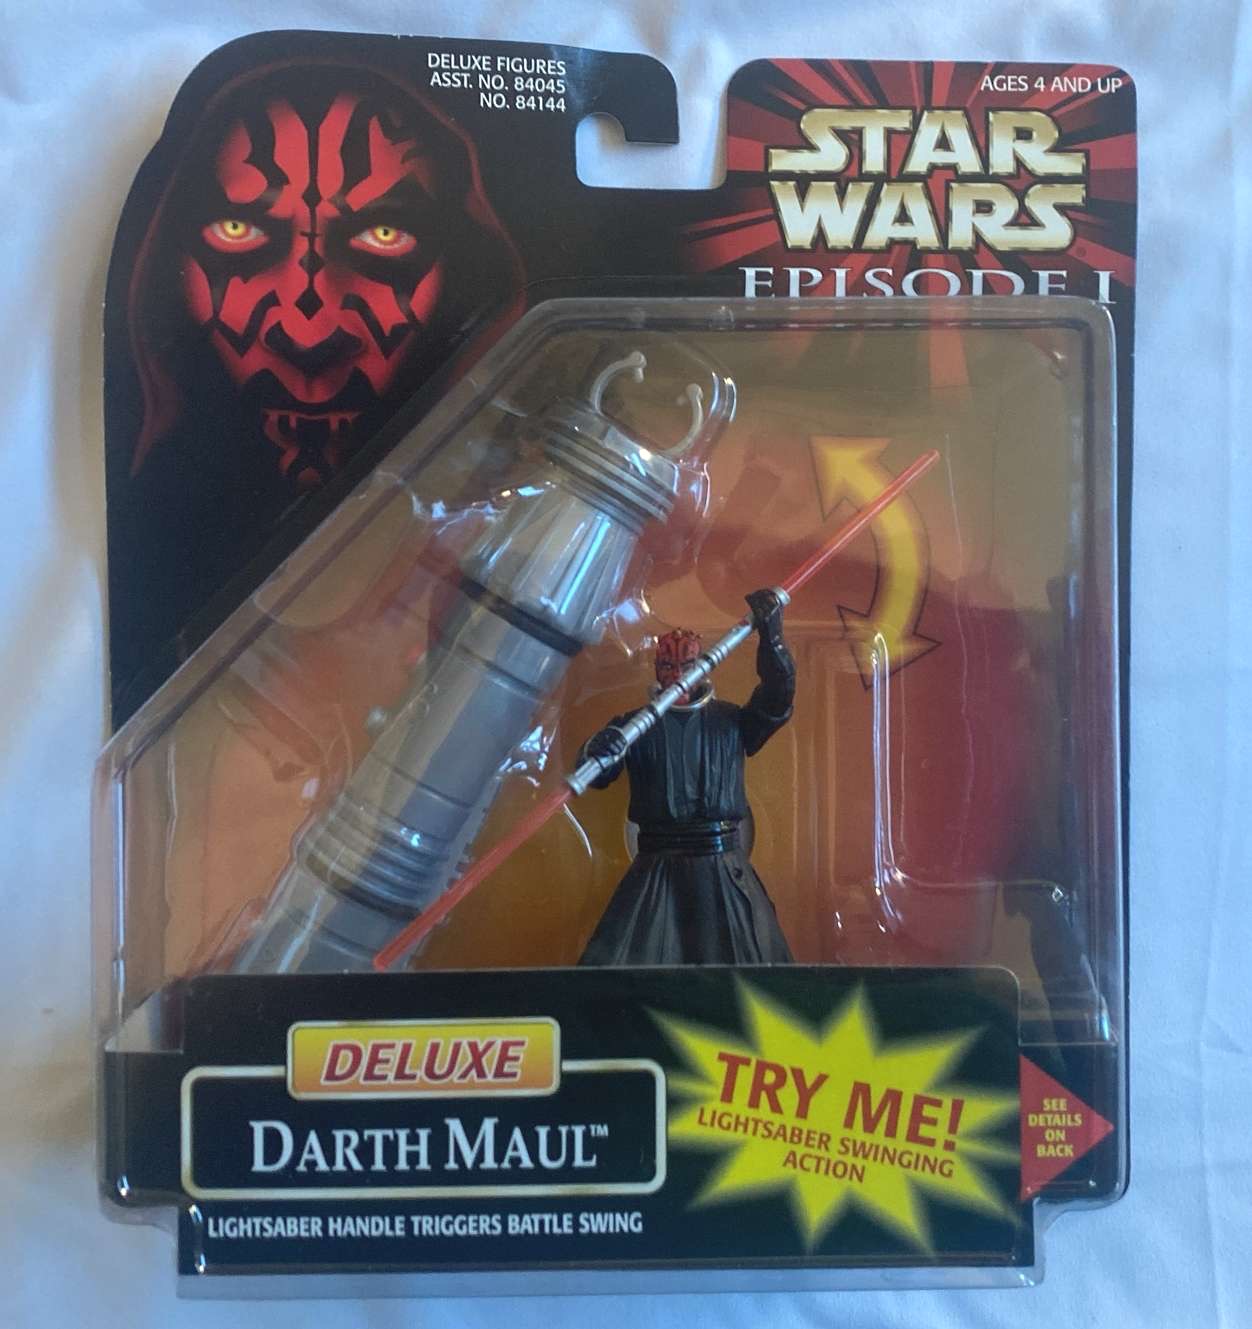 DELUXE FIGURES
ASST. NO. 84045
NO. 84144
AGES 4 AND UP
STAR
WARS
EPISODE I
DELUXE
DARTH MAUL™
LIGHTSABER HANDLE TRIGGERS BATTLE SWING
TRY ME!
LIGHTSABER SWINGING
ACTION
SEE
DETAILS
ON
BACK